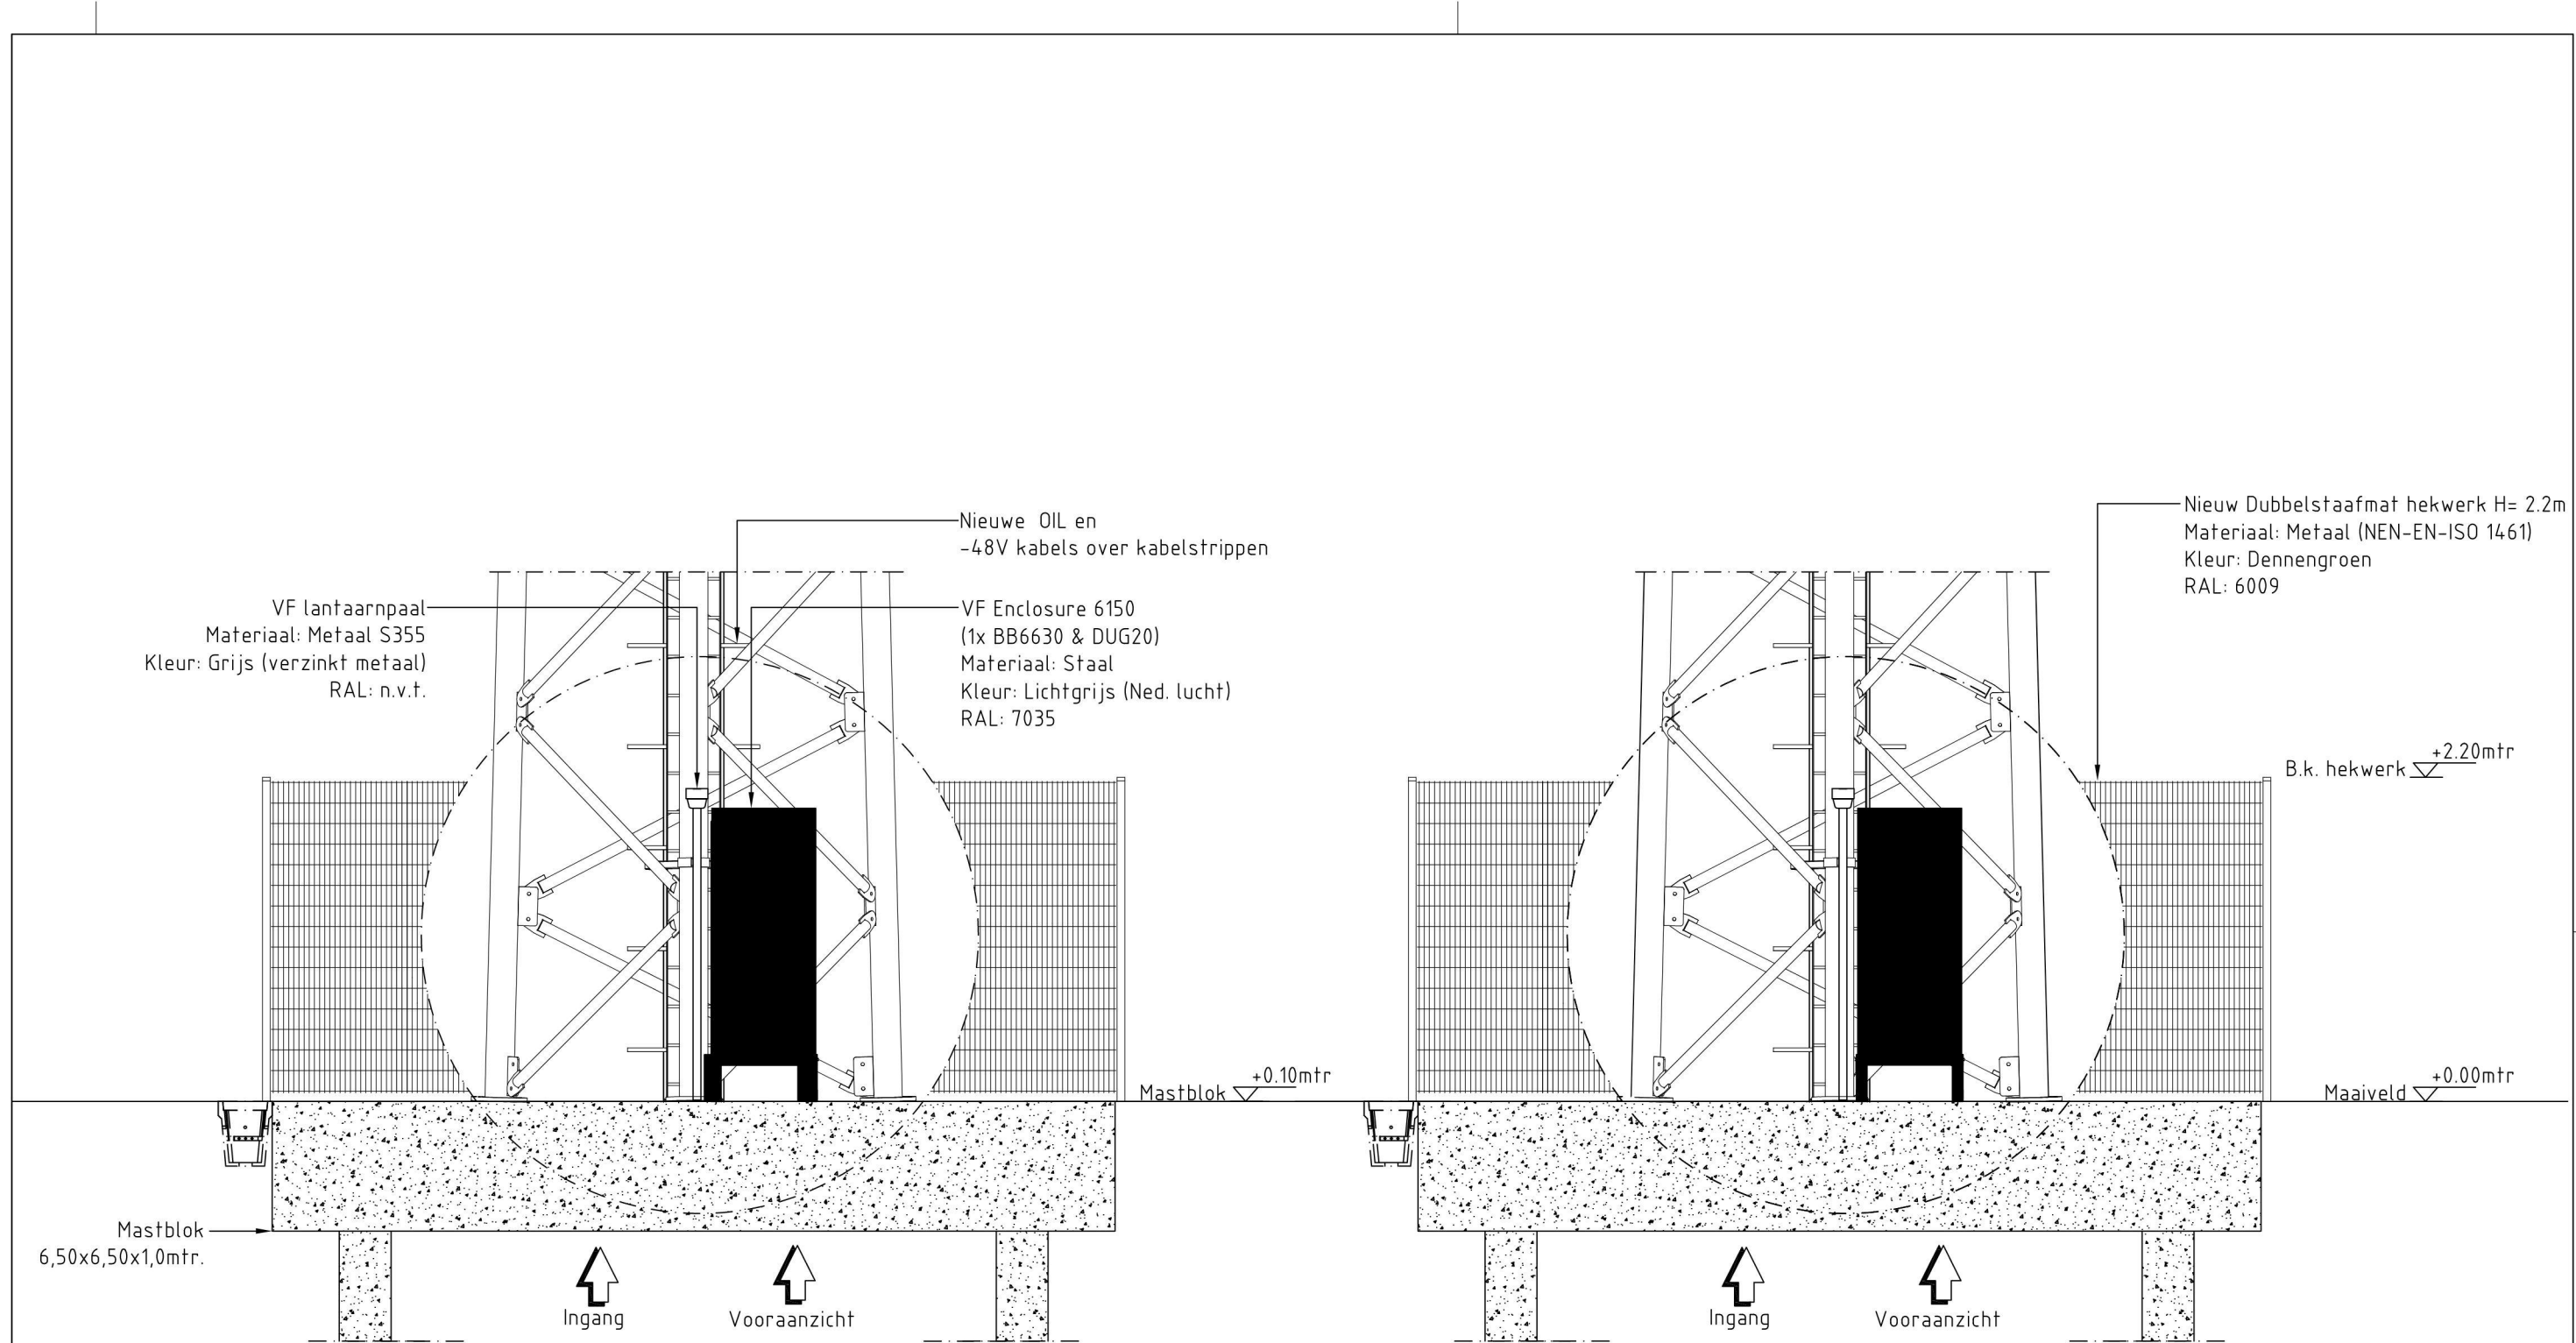 Nieuwe OIL en
-48V kabels over kabelstrippen
VF lantaarnpaal
Materiaal: Metaal S355
Kleur: Grijs (verzinkt metaal)
RAL: n.v.t.
VF Enclosure 6150
(1x BB6630 & DUG20)
Materiaal: Staal
Kleur: Lichtgrijs (Ned. lucht)
RAL: 7035
Nieuw Dubbelstaafmat hekwerk H= 2.2m
Materiaal: Metaal (NEN-EN-ISO 1461)
Kleur: Dennengroen
RAL: 6009
+2.20mtr
B.k. hekwerk
+0.10mtr
Mastblok
+0.00mtr
Maaiveld
Mastblok
6,50x6,50x1,0mtr.
Ingang
Vooraanzicht
Ingang
Vooraanzicht